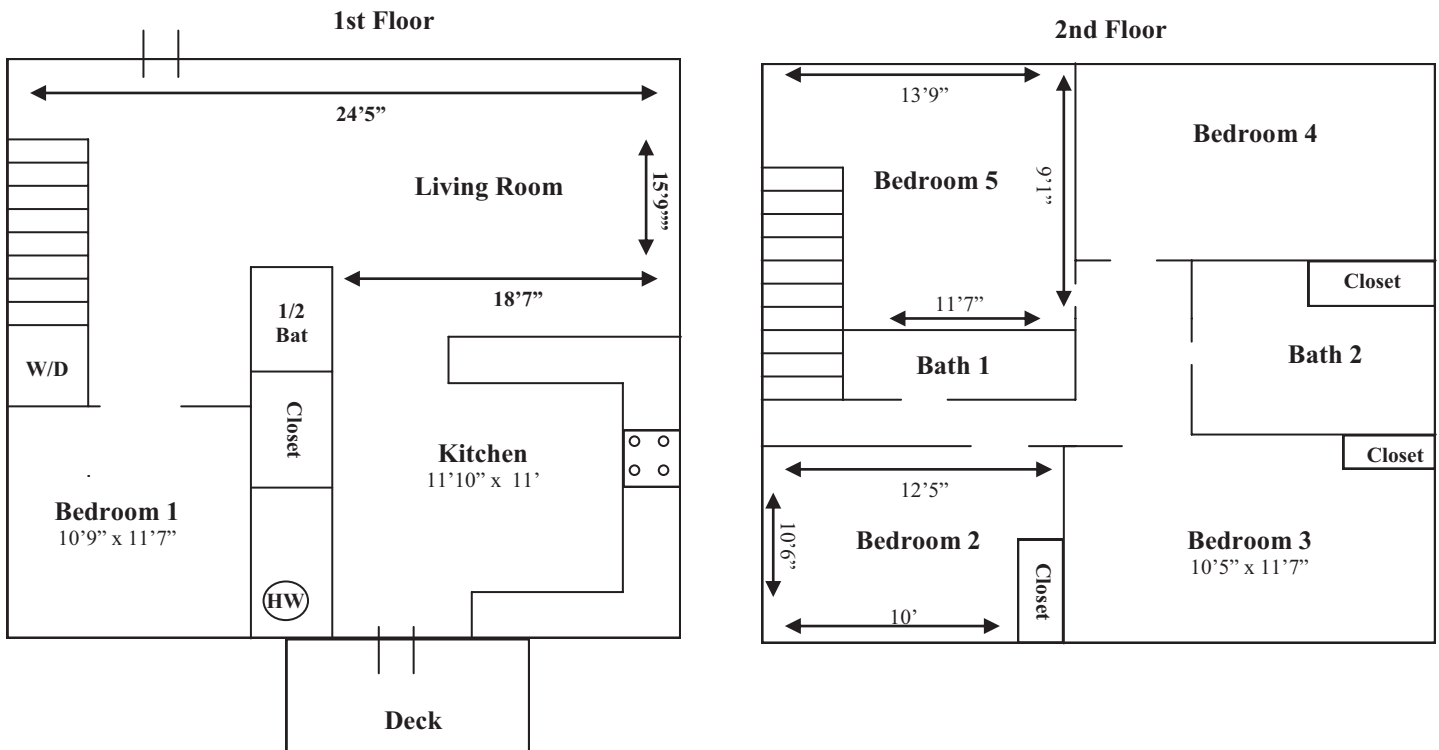 1st Floor
24'5”
Living Room
15'9””
18'7”
1/2
Bat
W/D
Closet
Kitchen
11'10” x 11'
Bedroom 1
10'9” x 11'7”
HW
Deck
2nd Floor
13'9”
Bedroom 4
Bedroom 5
9'1”
Closet
11'7”
Bath 1
Bath 2
Closet
12'5”
10'6”
Bedroom 2
Bedroom 3
10'5” x 11'7”
Closet
10'